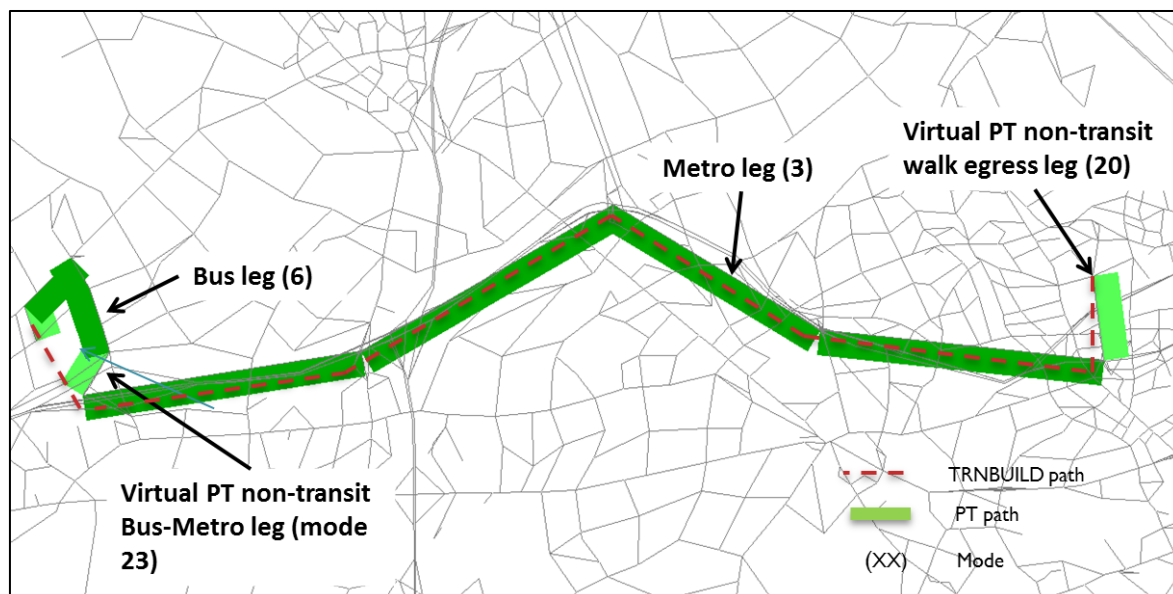 Virtual PT non-transit
walk egress leg (20)
Metro leg (3)
Bus leg (6)
Virtual PT non-transit
Bus-Metro leg (mode
23)
TRNBUILD path
PT path
(XX) Mode